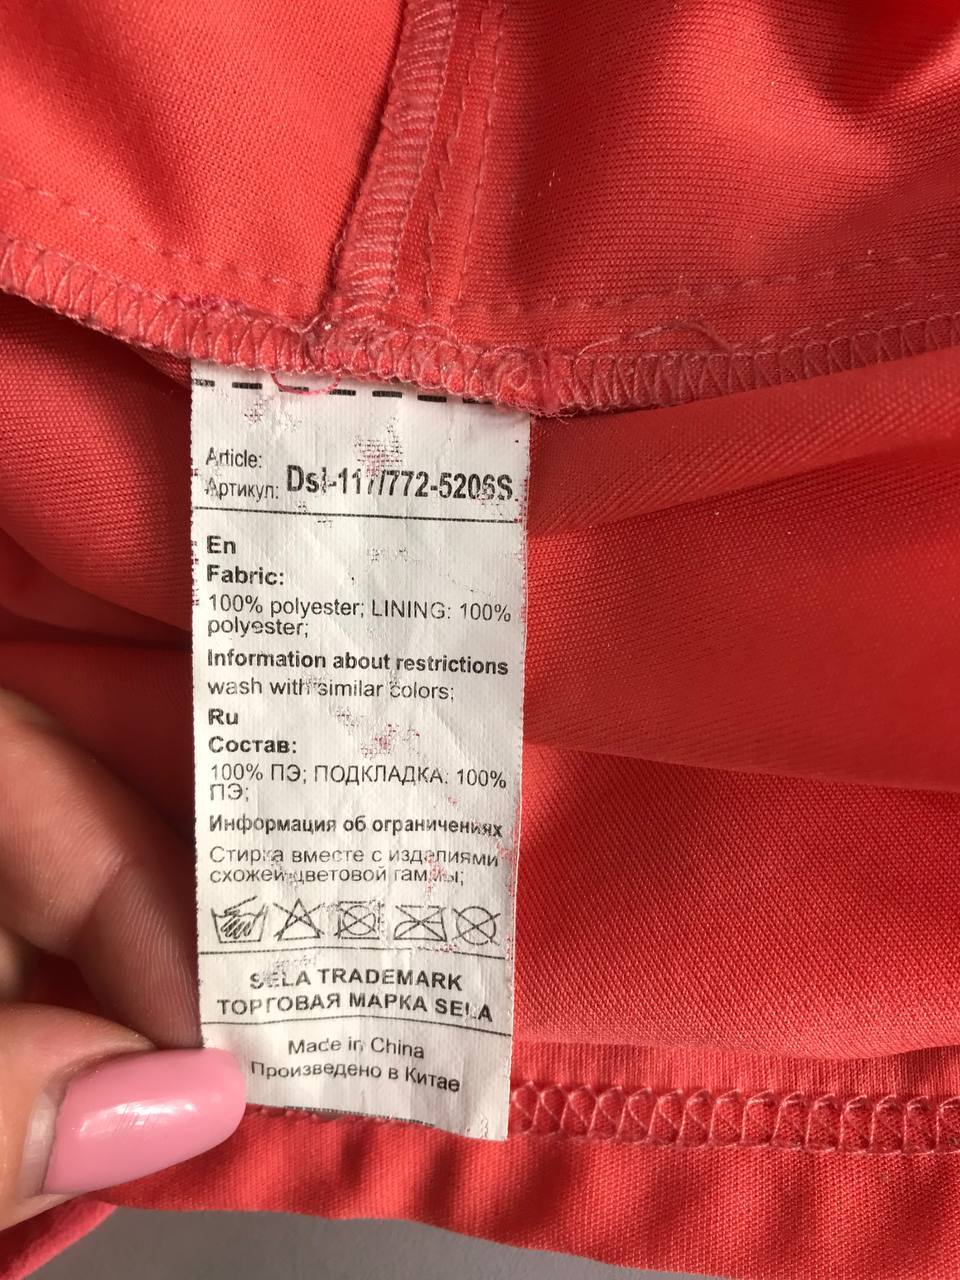 Article:
Артикул: Dsl-117/772-5206S
En
Fabric:
100% polyester; LINING: 100%
polyester;
Information about restrictions
wash with similar colors;
Ru
Состав:
100% ПЭ; ПОДКЛАДКА: 100%
ПЭ;
Информация об ограничениях
Стирка вместе с изделиями
схожей цветовой гаммы;
SELA TRADEMARK
ТОРГОВАЯ МАРКА SELA
Made in China
Произведено в Китае